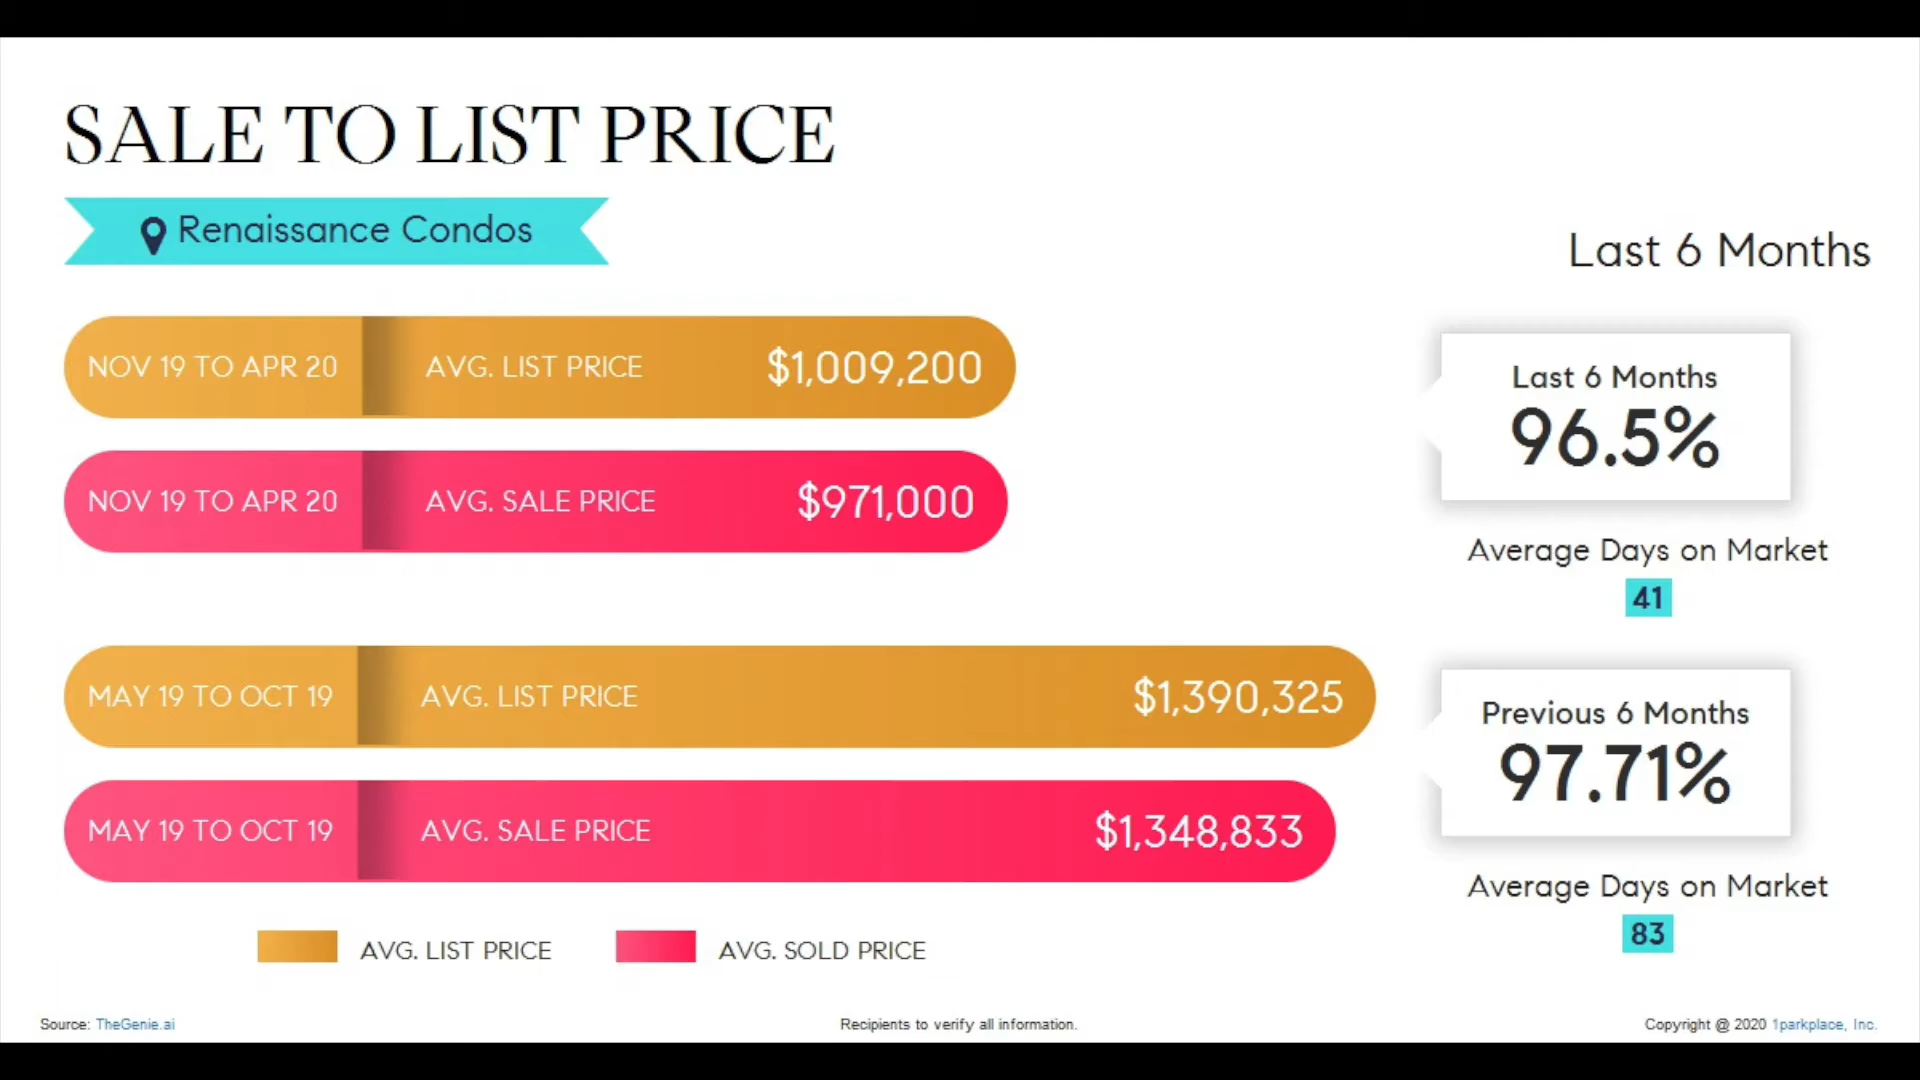 SALE TO LIST PRICE
Renaissance Condos
Last 6 Months
NOV 19 TO APR 20 AVG. LIST PRICE $1,009,200
NOV 19 TO APR 20 AVG. SALE PRICE $971,000
Last 6 Months
96.5%
Average Days on Market
41
MAY 19 TO OCT 19 AVG. LIST PRICE $1,390,325
MAY 19 TO OCT 19 AVG. SALE PRICE $1,348,833
Previous 6 Months
97.71%
Average Days on Market
83
AVG. LIST PRICE AVG. SOLD PRICE
Source: TheGenie.ai Recipients to verify all information. Copyright @ 2020 1parkplace, Inc.